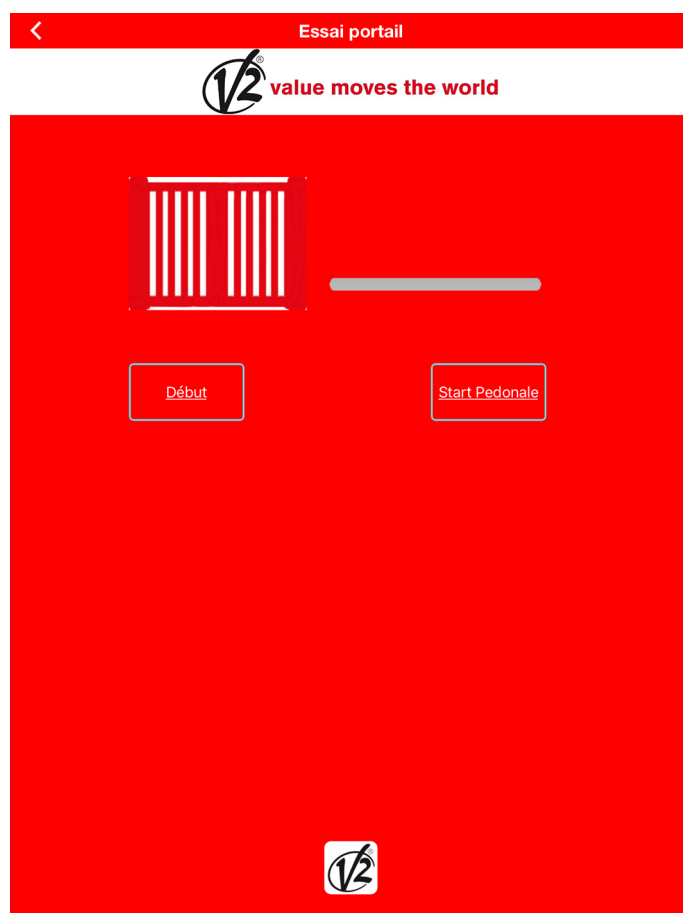 Essai portail
V2® value moves the world
Début
Start Pedonale
V2®